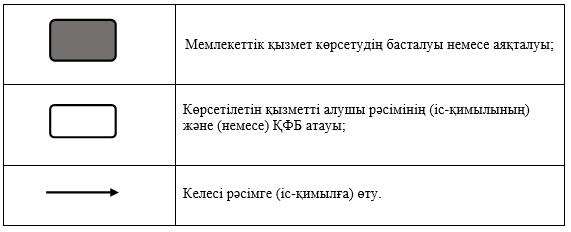 Мемлекеттік қызмет көрсетудің басталуы немесе аяқталуы;
Көрсетілетін қызметті алушы рәсімінің (іс-қимылының)
және (немесе) ҚФБ атауы;
Келесі рәсімге (іс-қимылға) өту.